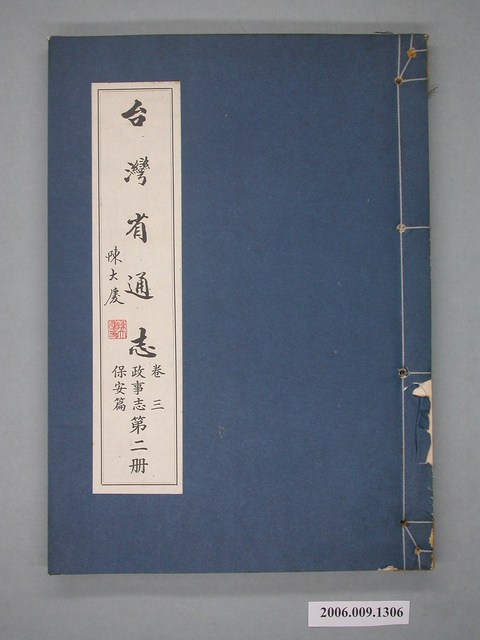 台灣省通志
陳大慶
卷三
政事志
保安篇
第二册
2006.009.1306